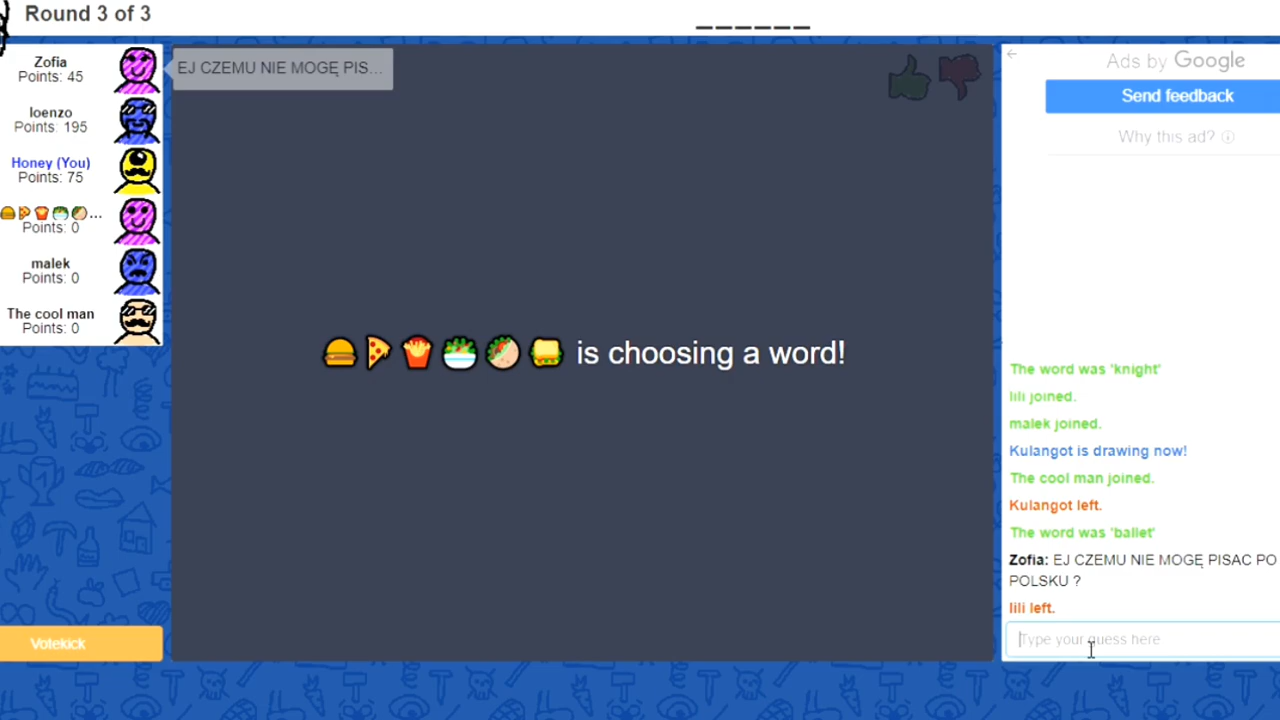 Round 3 of 3
______
Zofia
Points: 45
loenzo
Points: 195
Honey (You)
Points: 75
🍔🍕🍟🥗🥙...
Points: 0
malek
Points: 0
The cool man
Points: 0
Votekick
EJ CZEMU NIE MOGĘ PIS...
🍔🍕🍟🥗🥙🥪 is choosing a word!
Ads by Google
Send feedback
Why this ad?
The word was 'knight'
lili joined.
malek joined.
Kulangot is drawing now!
The cool man joined.
Kulangot left.
The word was 'ballet'
Zofia: EJ CZEMU NIE MOGĘ PISAC PO
POLSKU ?
lili left.
Type your guess here